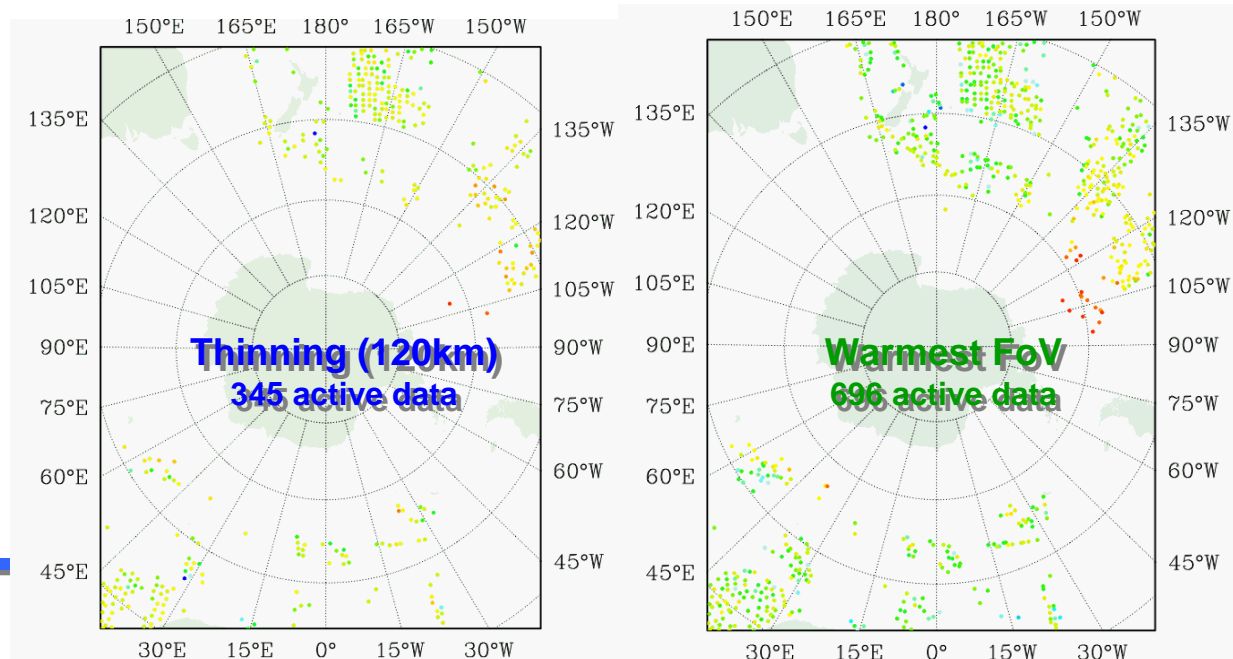 150°E 165°E 180° 165°W 150°W
135°E
135°W
120°E
120°W
105°E
105°W
90°E
90°W
75°E
75°W
60°E
60°W
45°E
45°W
30°E 15°E 0° 15°W 30°W
Thinning (120km)
345 active data
150°E 165°E 180° 165°W 150°W
135°E
135°W
120°E
120°W
105°E
105°W
90°E
90°W
75°E
75°W
60°E
60°W
45°E
45°W
30°E 15°E 0° 15°W 30°W
Warmest FoV
696 active data